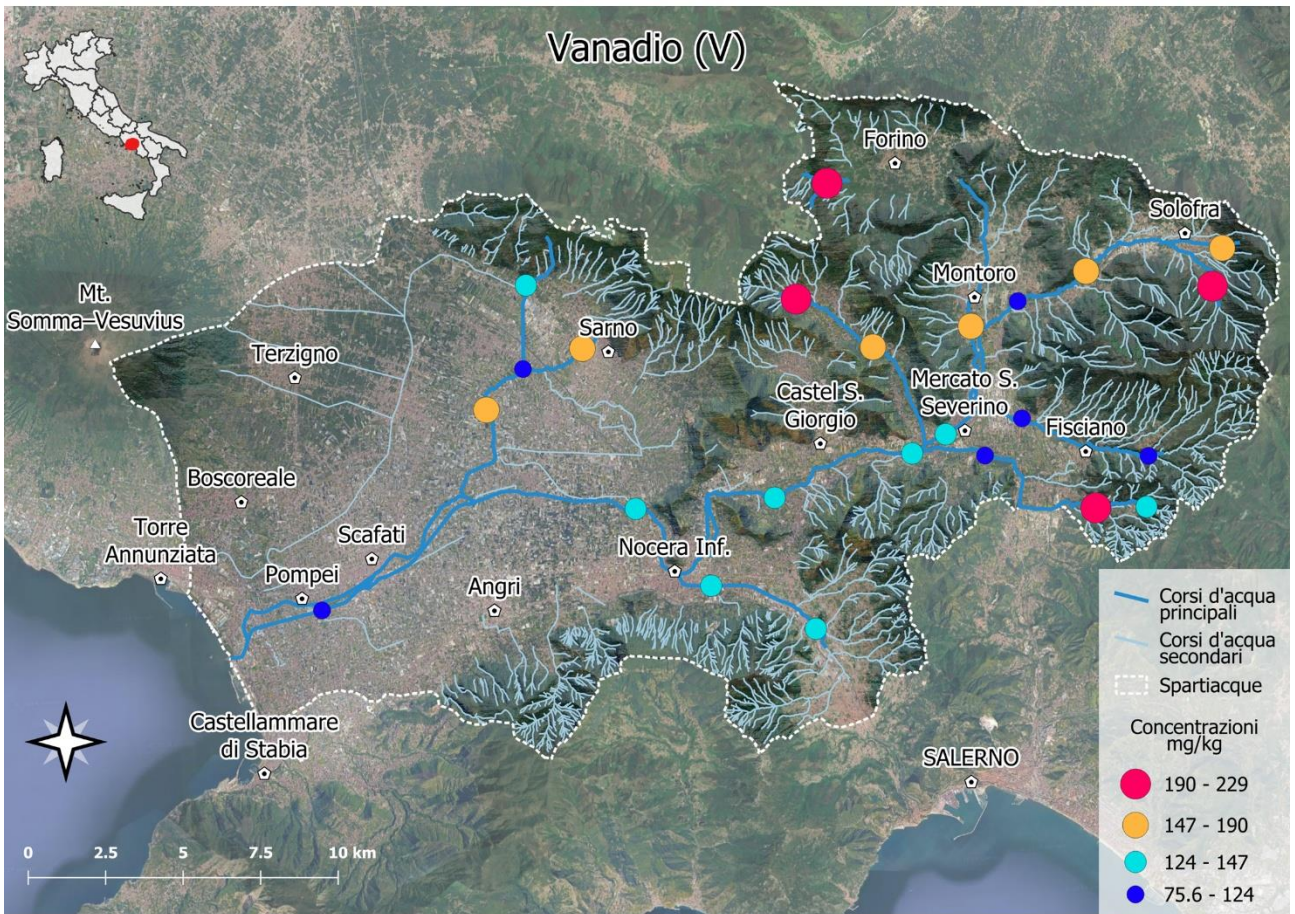 Vanadio (V)
Forino
Solofra
Mt.
Somma–Vesuvius
Montoro
Terzigno
Sarno
Castel S.
Giorgio
Mercato S.
Severino
Fisciano
Boscoreale
Torre
Annunziata
Scafati
Pompei
Nocera Inf.
Angri
Castellammare
di Stabia
SALERNO
0 2.5 5 7.5 10 km
Corsi d'acqua
principali
Corsi d'acqua
secondari
Spartiacque
Concentrazioni
mg/kg
190 - 229
147 - 190
124 - 147
75.6 - 124